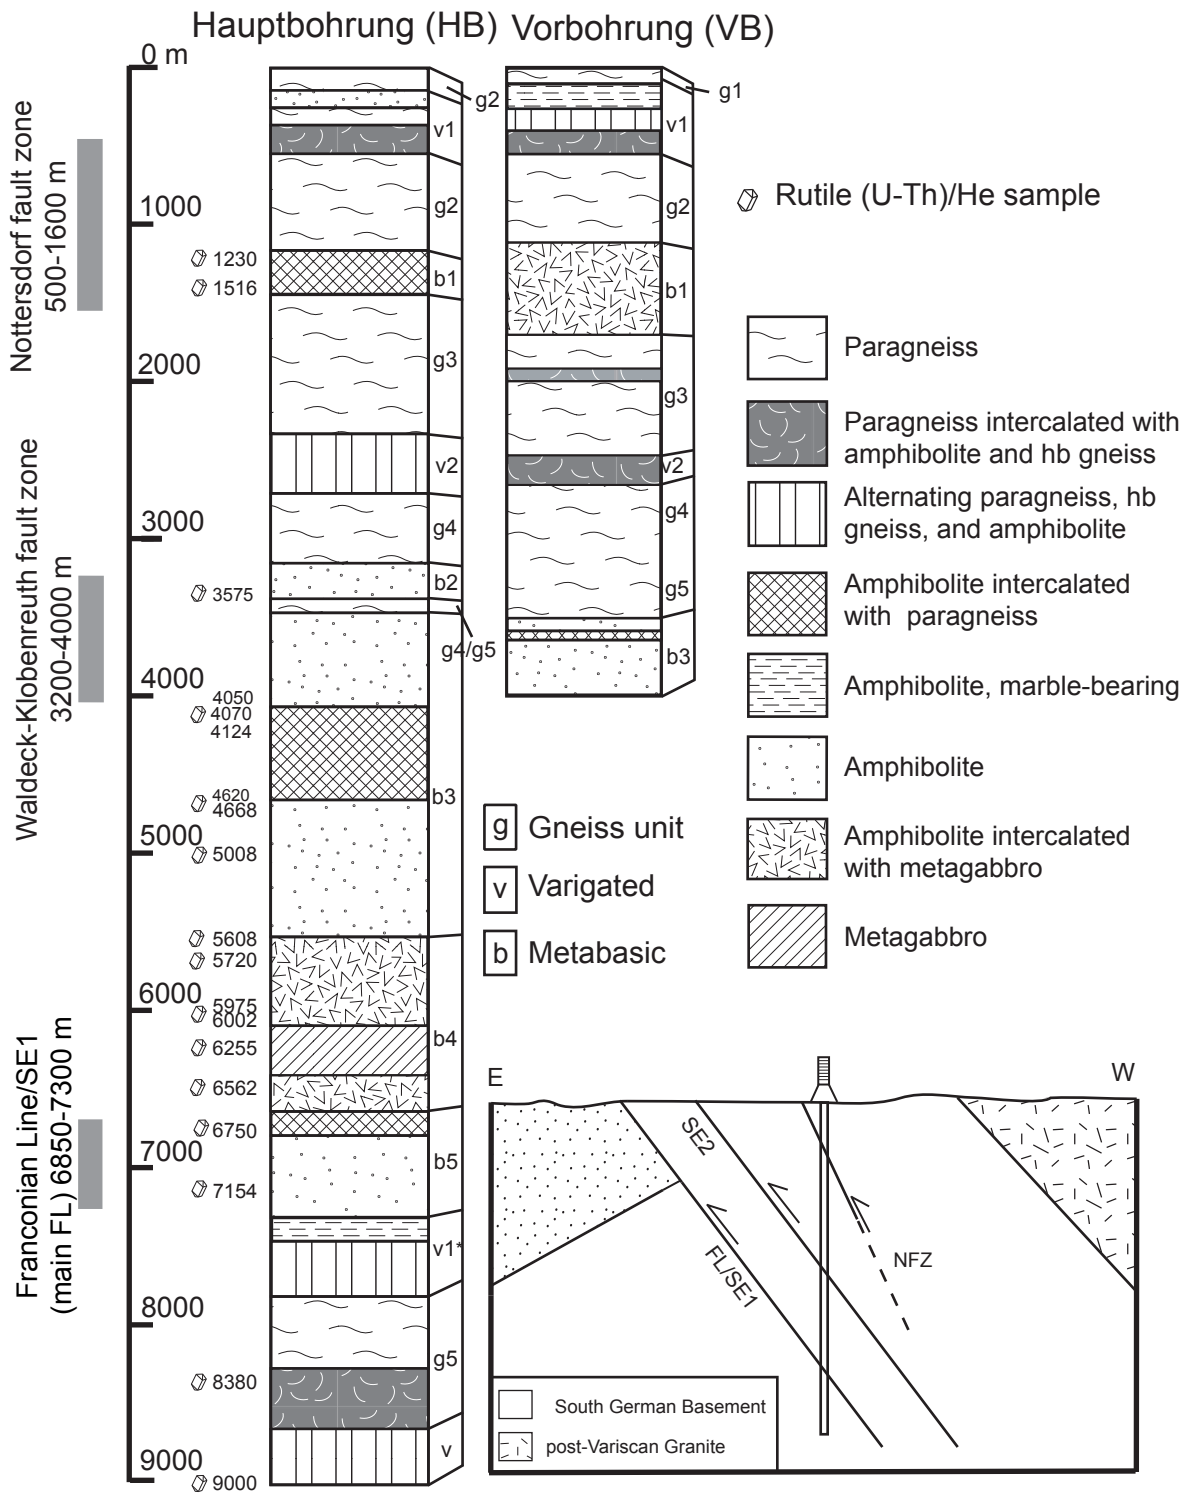 Hauptbohrung (HB)
Vorbohrung (VB)
0 m
1000
2000
3000
4000
5000
6000
7000
8000
9000
Nottersdorf fault zone
500-1600 m
Waldeck-Klobenreuth fault zone
3200-4000 m
Franconian Line/SE1
(main FL) 6850-7300 m
1230
1516
3575
4050
4070
4124
4620
4668
5008
5608
5720
5975
6002
6255
6562
6750
7154
8380
9000
g2
v1
g2
b1
g3
v2
g4
b2
g4/g5
b3
b4
b5
v1*
g5
v
g1
v1
g2
b1
g3
v2
g4
g5
b3
Rutile (U-Th)/He sample
Paragneiss
Paragneiss intercalated with
amphibolite and hb gneiss
Alternating paragneiss, hb
gneiss, and amphibolite
Amphibolite intercalated
with paragneiss
Amphibolite, marble-bearing
Amphibolite
Amphibolite intercalated
with metagabbro
Metagabbro
g Gneiss unit
v Varigated
b Metabasic
E
W
SE2
FL/SE1
NFZ
South German Basement
post-Variscan Granite